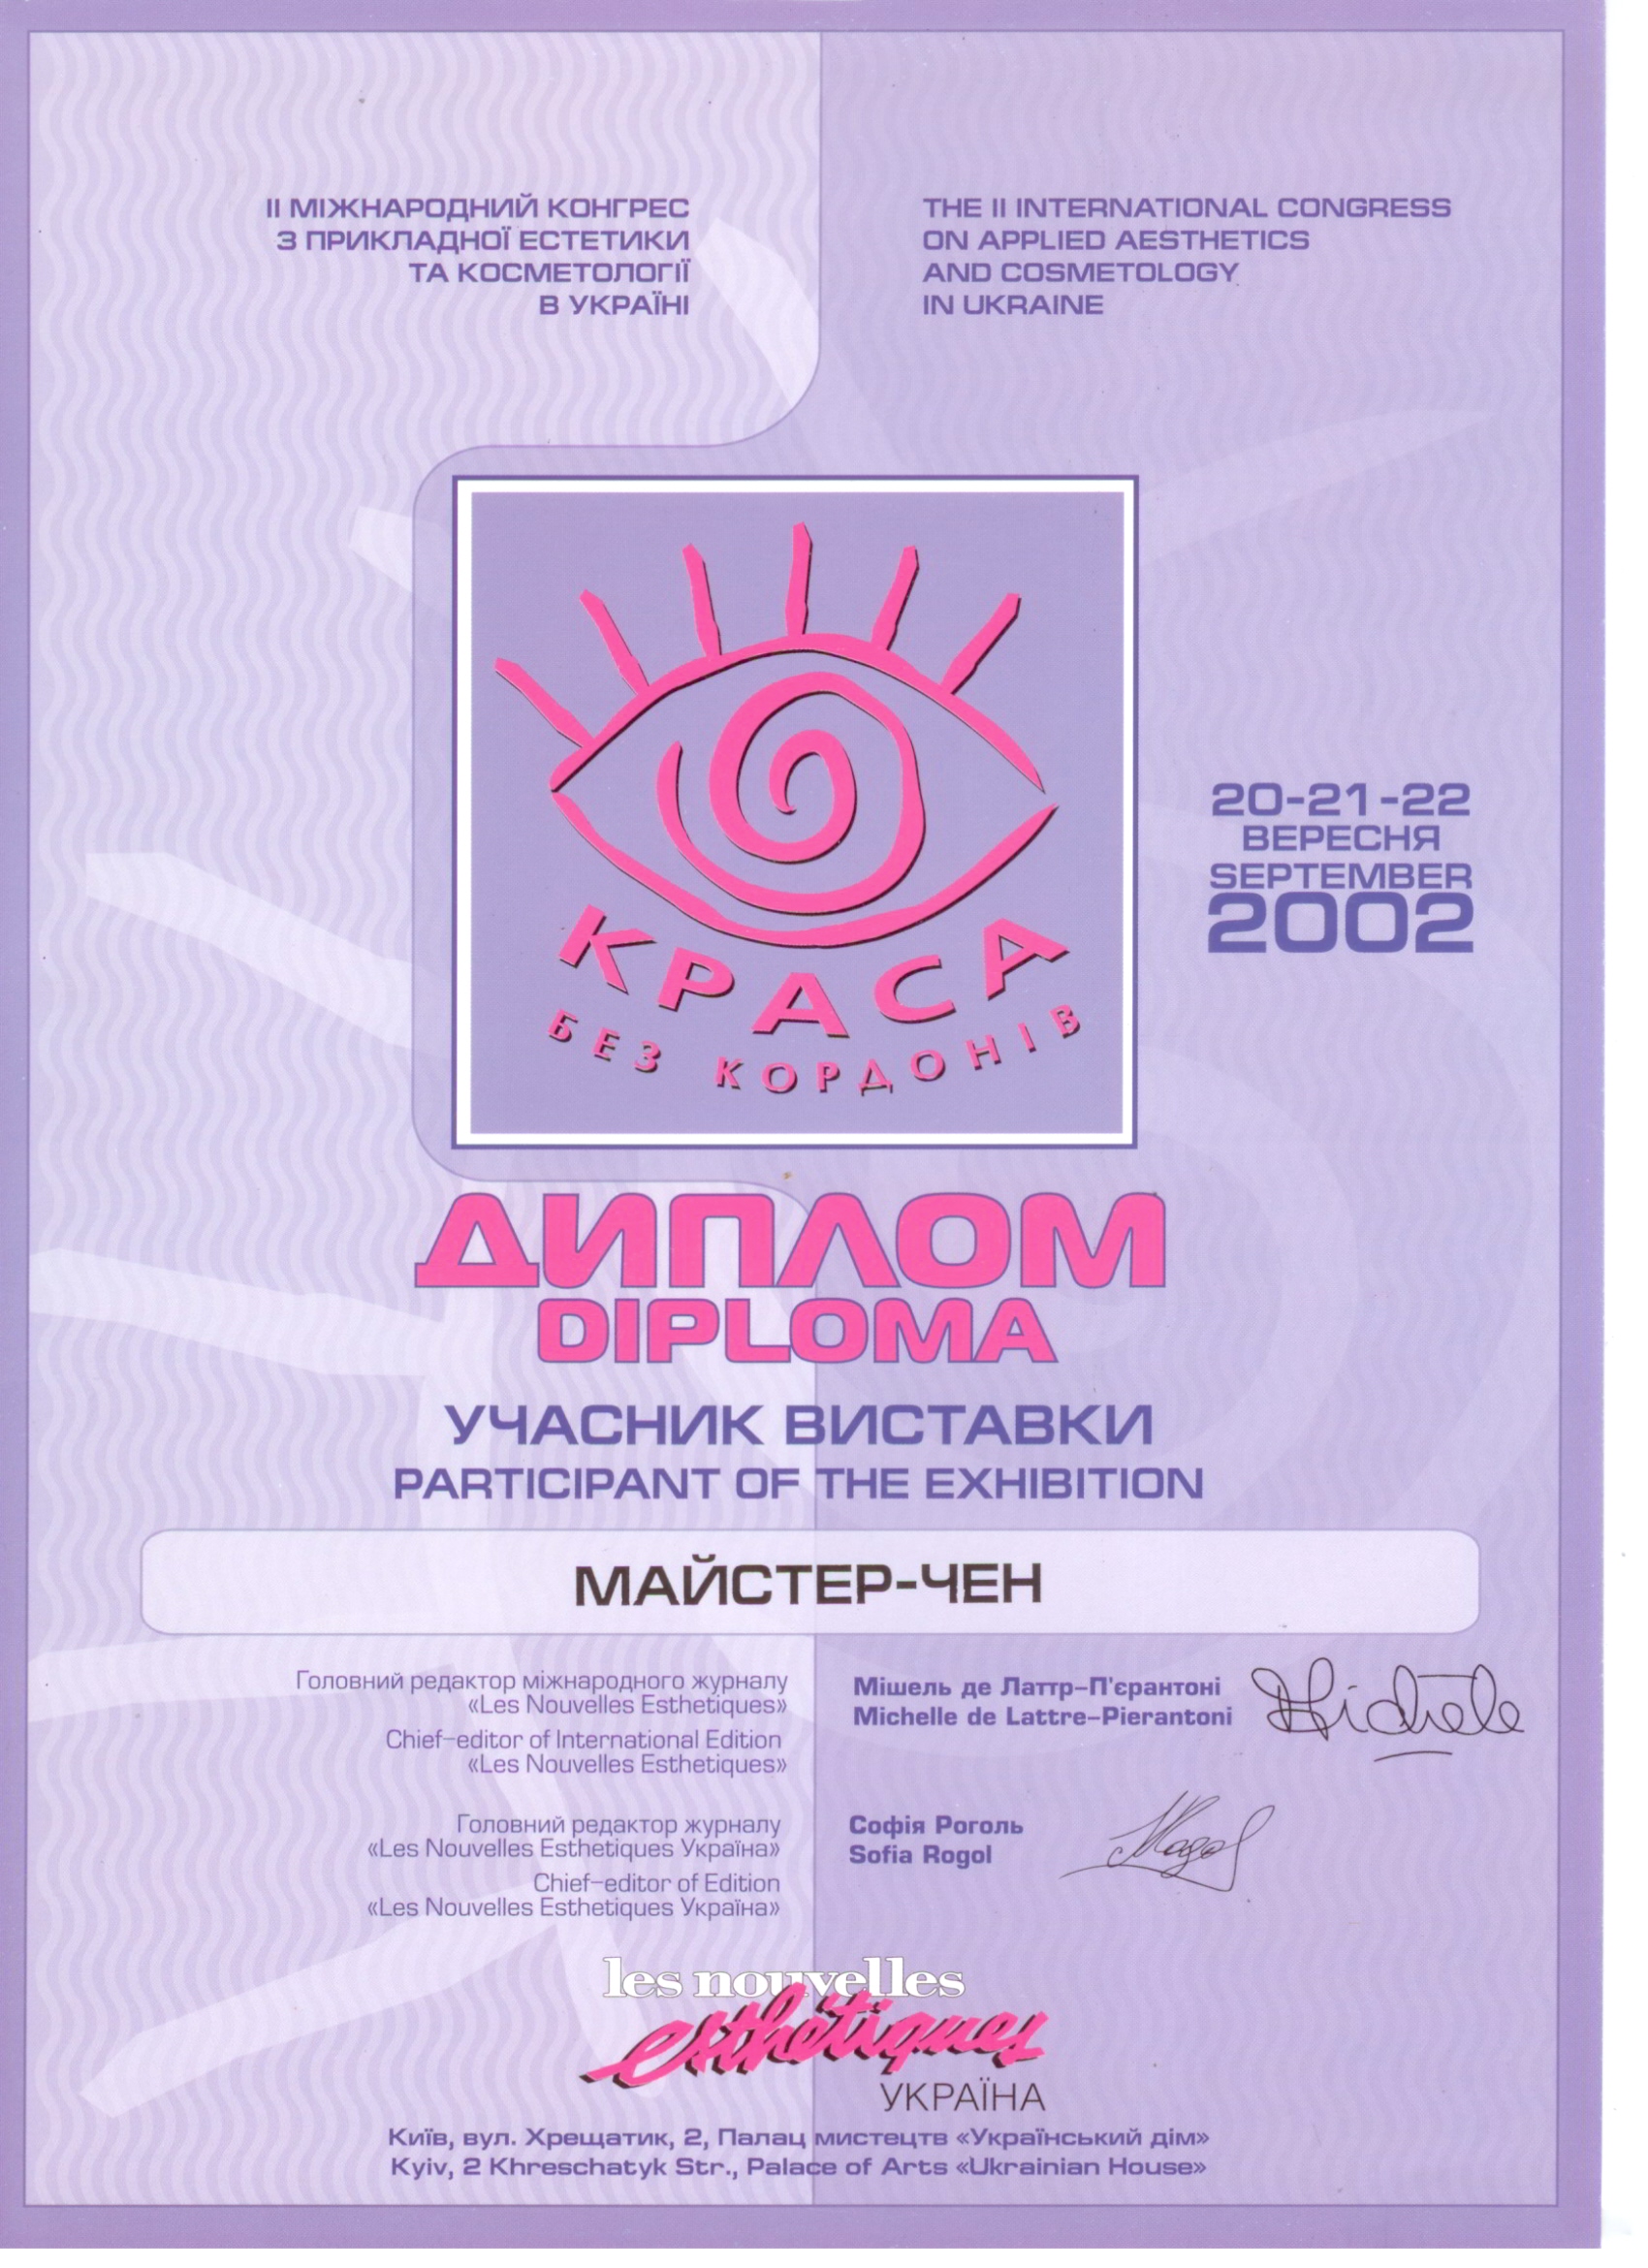 ІІ МІЖНАРОДНИЙ КОНГРЕС
З ПРИКЛАДНОЇ ЕСТЕТИКИ
ТА КОСМЕТОЛОГІЇ
В УКРАЇНІ
THE II INTERNATIONAL CONGRESS
ON APPLIED AESTHETICS
AND COSMETOLOGY
IN UKRAINE
КРАСА
БЕЗ КОРДОНІВ
20-21-22
ВЕРЕСНЯ
SEPTEMBER
2002
ДИПЛОМ
DIPLOMA
УЧАСНИК ВИСТАВКИ
PARTICIPANT OF THE EXHIBITION
МАЙСТЕР-ЧЕН
Головний редактор міжнародного журналу
«Les Nouvelles Esthetiques»
Chief-editor of International Edition
«Les Nouvelles Esthetiques»
Мішель де Латтр-П'єрантоні
Michelle de Lattre-Pierantoni
Michèle
Головний редактор журналу
«Les Nouvelles Esthetiques Україна»
Chief-editor of Edition
«Les Nouvelles Esthetiques Україна»
Софія Роголь
Sofia Rogol
les nouvelles
esthétiques
УКРАЇНА
Київ, вул. Хрещатик, 2, Палац мистецтв «Український дім»
Kyiv, 2 Khreschatyk Str., Palace of Arts «Ukrainian House»